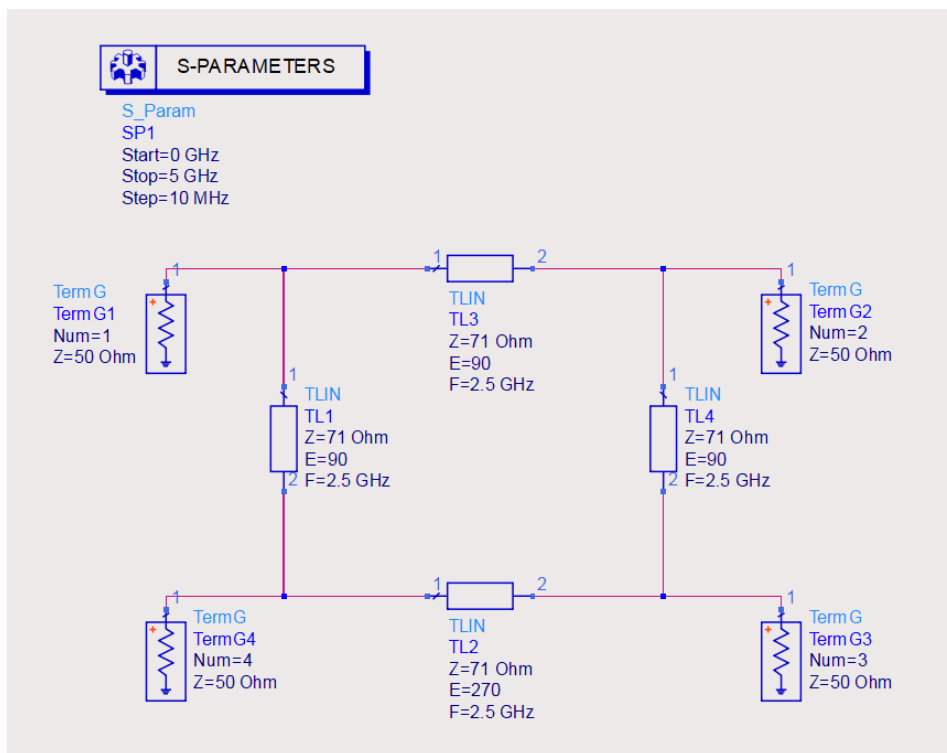 S-PARAMETERS
S_Param
SP1
Start=0 GHz
Stop=5 GHz
Step=10 MHz
1
Term G
Term G1
Num=1
Z=50 Ohm
1
2
TLIN
TL3
Z=71 Ohm
E=90
F=2.5 GHz
1
Term G
Term G2
Num=2
Z=50 Ohm
1
TLIN
TL1
Z=71 Ohm
E=90
2
F=2.5 GHz
1
TLIN
TL4
Z=71 Ohm
E=90
2
F=2.5 GHz
1
Term G
Term G4
Num=4
Z=50 Ohm
1
2
TLIN
TL2
Z=71 Ohm
E=270
F=2.5 GHz
1
Term G
Term G3
Num=3
Z=50 Ohm